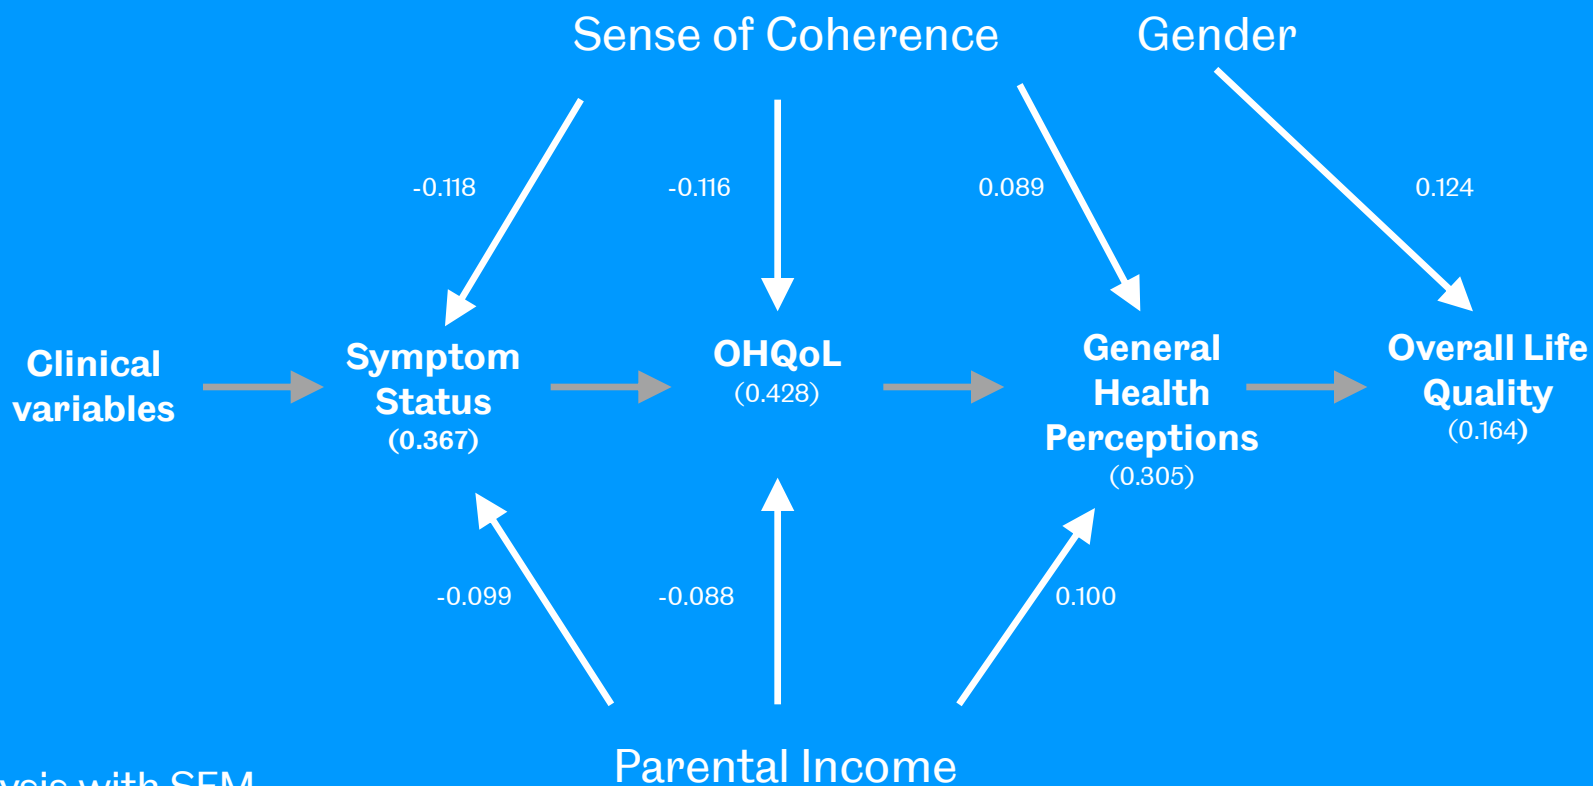 Sense of Coherence
Gender
-0.118
-0.116
0.089
0.124
Clinical
variables
Symptom
Status
(0.367)
OHQoL
(0.428)
General
Health
Perceptions
(0.305)
Overall Life
Quality
(0.164)
-0.099
-0.088
0.100
Parental Income
with SEM